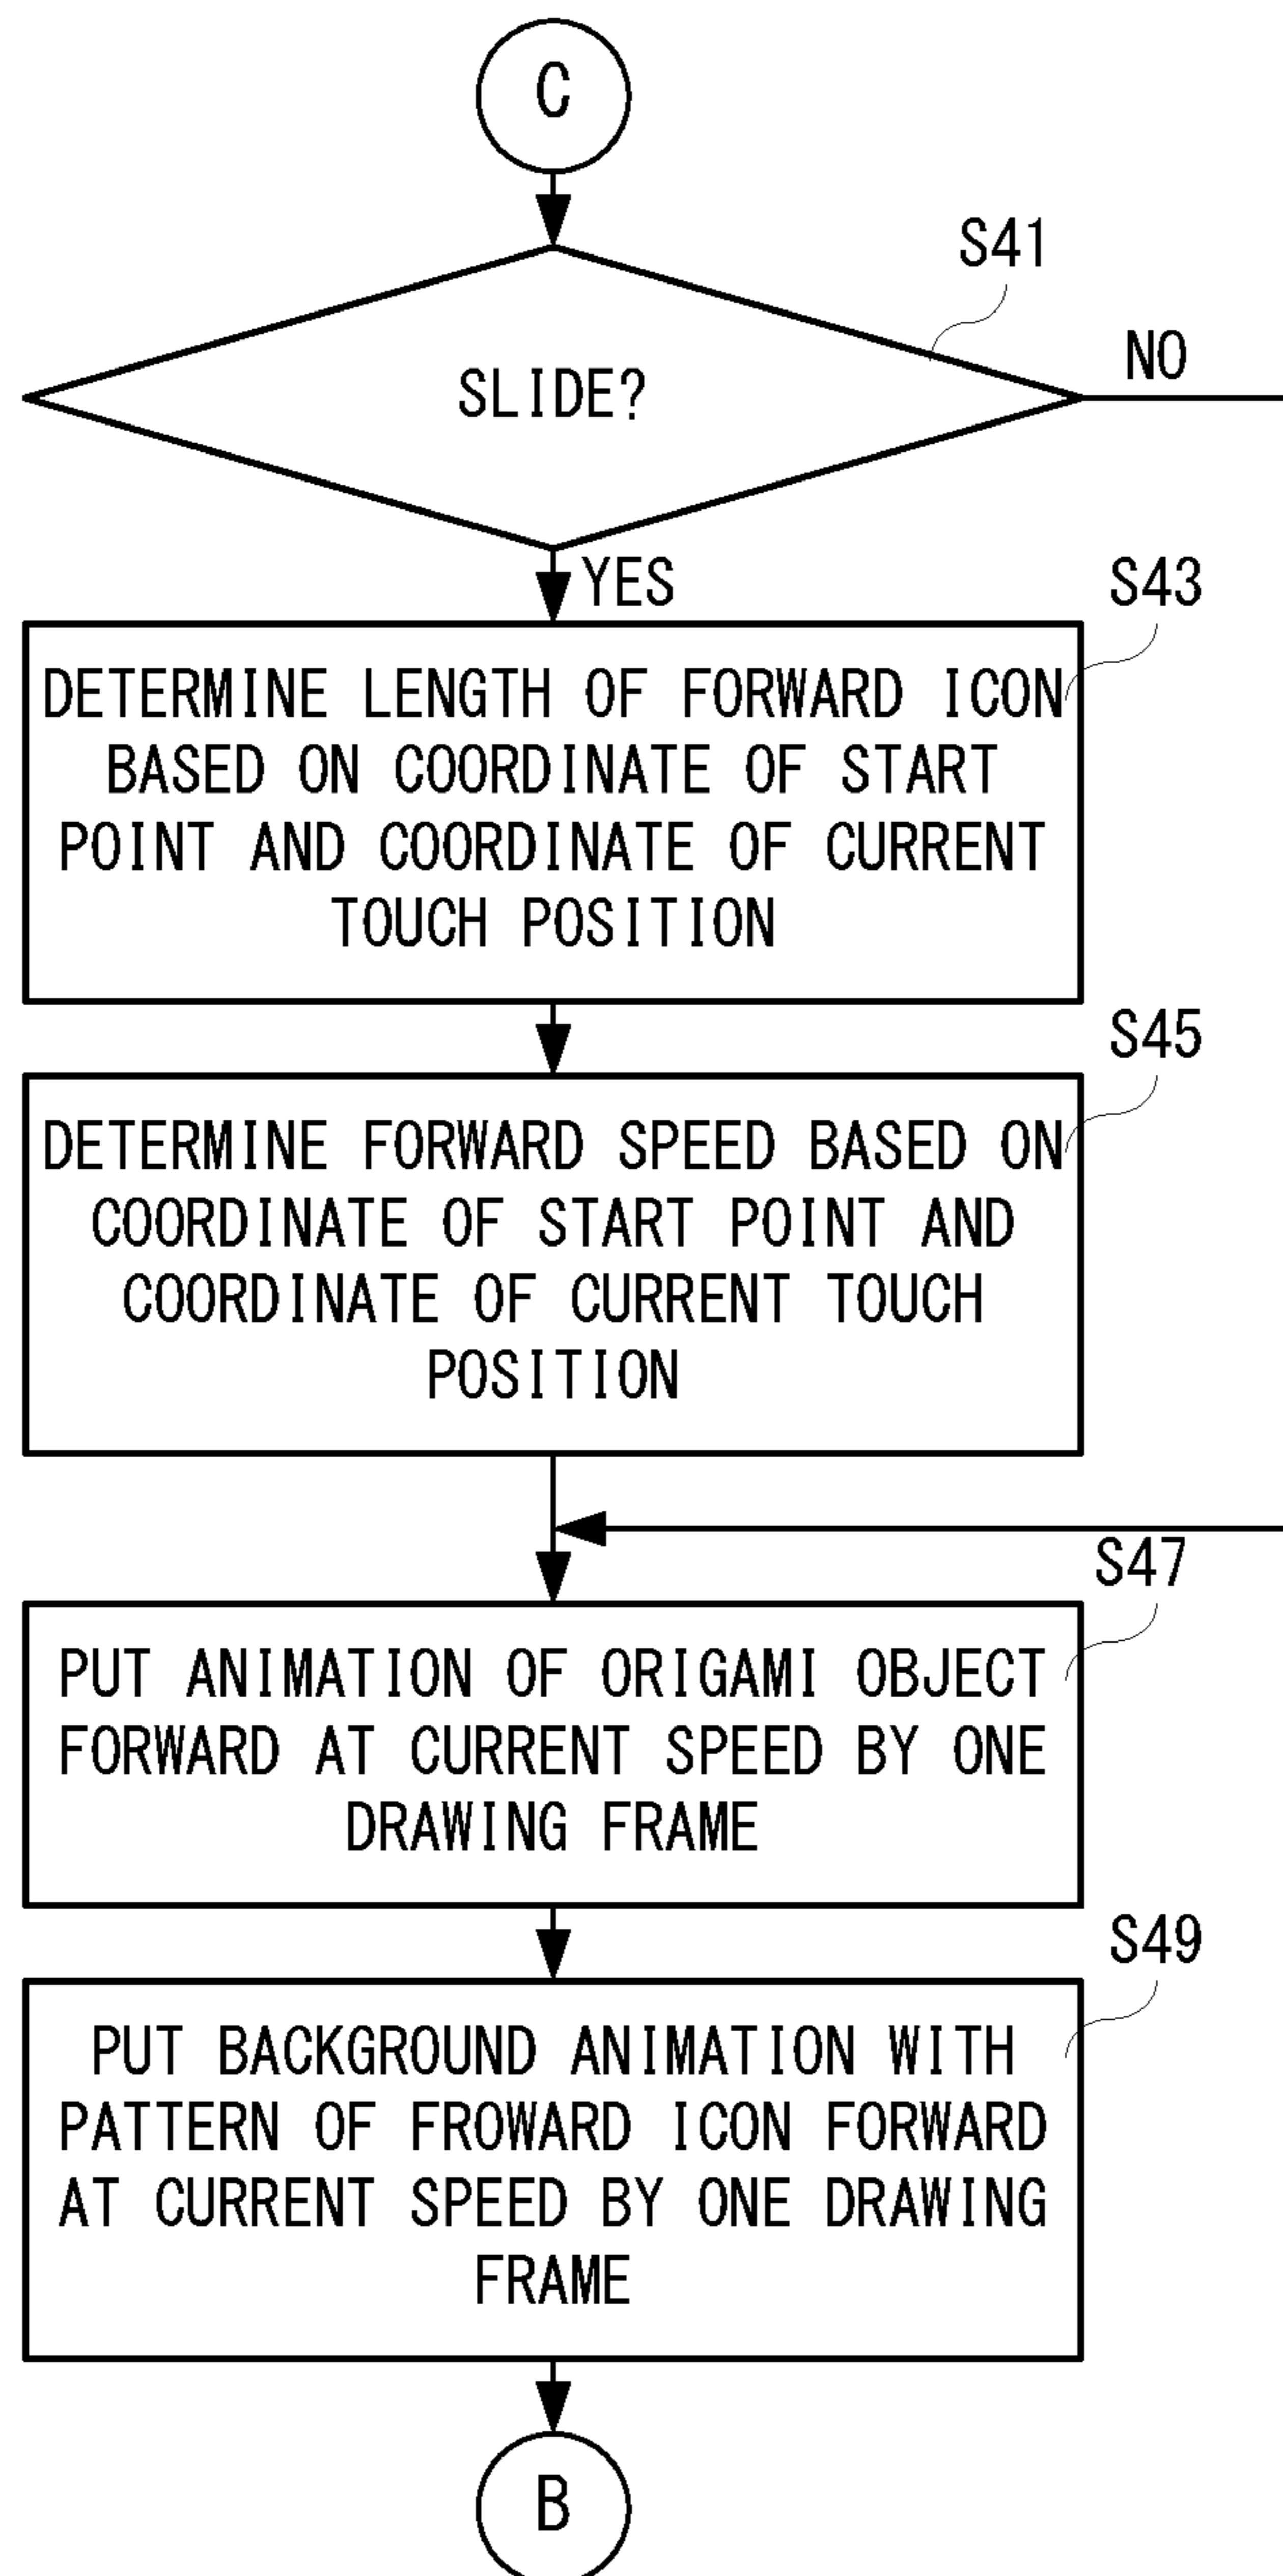 C
S41
SLIDE?
NO
YES
S43
DETERMINE LENGTH OF FORWARD ICON
BASED ON COORDINATE OF START
POINT AND COORDINATE OF CURRENT
TOUCH POSITION
S45
DETERMINE FORWARD SPEED BASED ON
COORDINATE OF START POINT AND
COORDINATE OF CURRENT TOUCH
POSITION
S47
PUT ANIMATION OF ORIGAMI OBJECT
FORWARD AT CURRENT SPEED BY ONE
DRAWING FRAME
S49
PUT BACKGROUND ANIMATION WITH
PATTERN OF FROWARD ICON FORWARD
AT CURRENT SPEED BY ONE DRAWING
FRAME
B